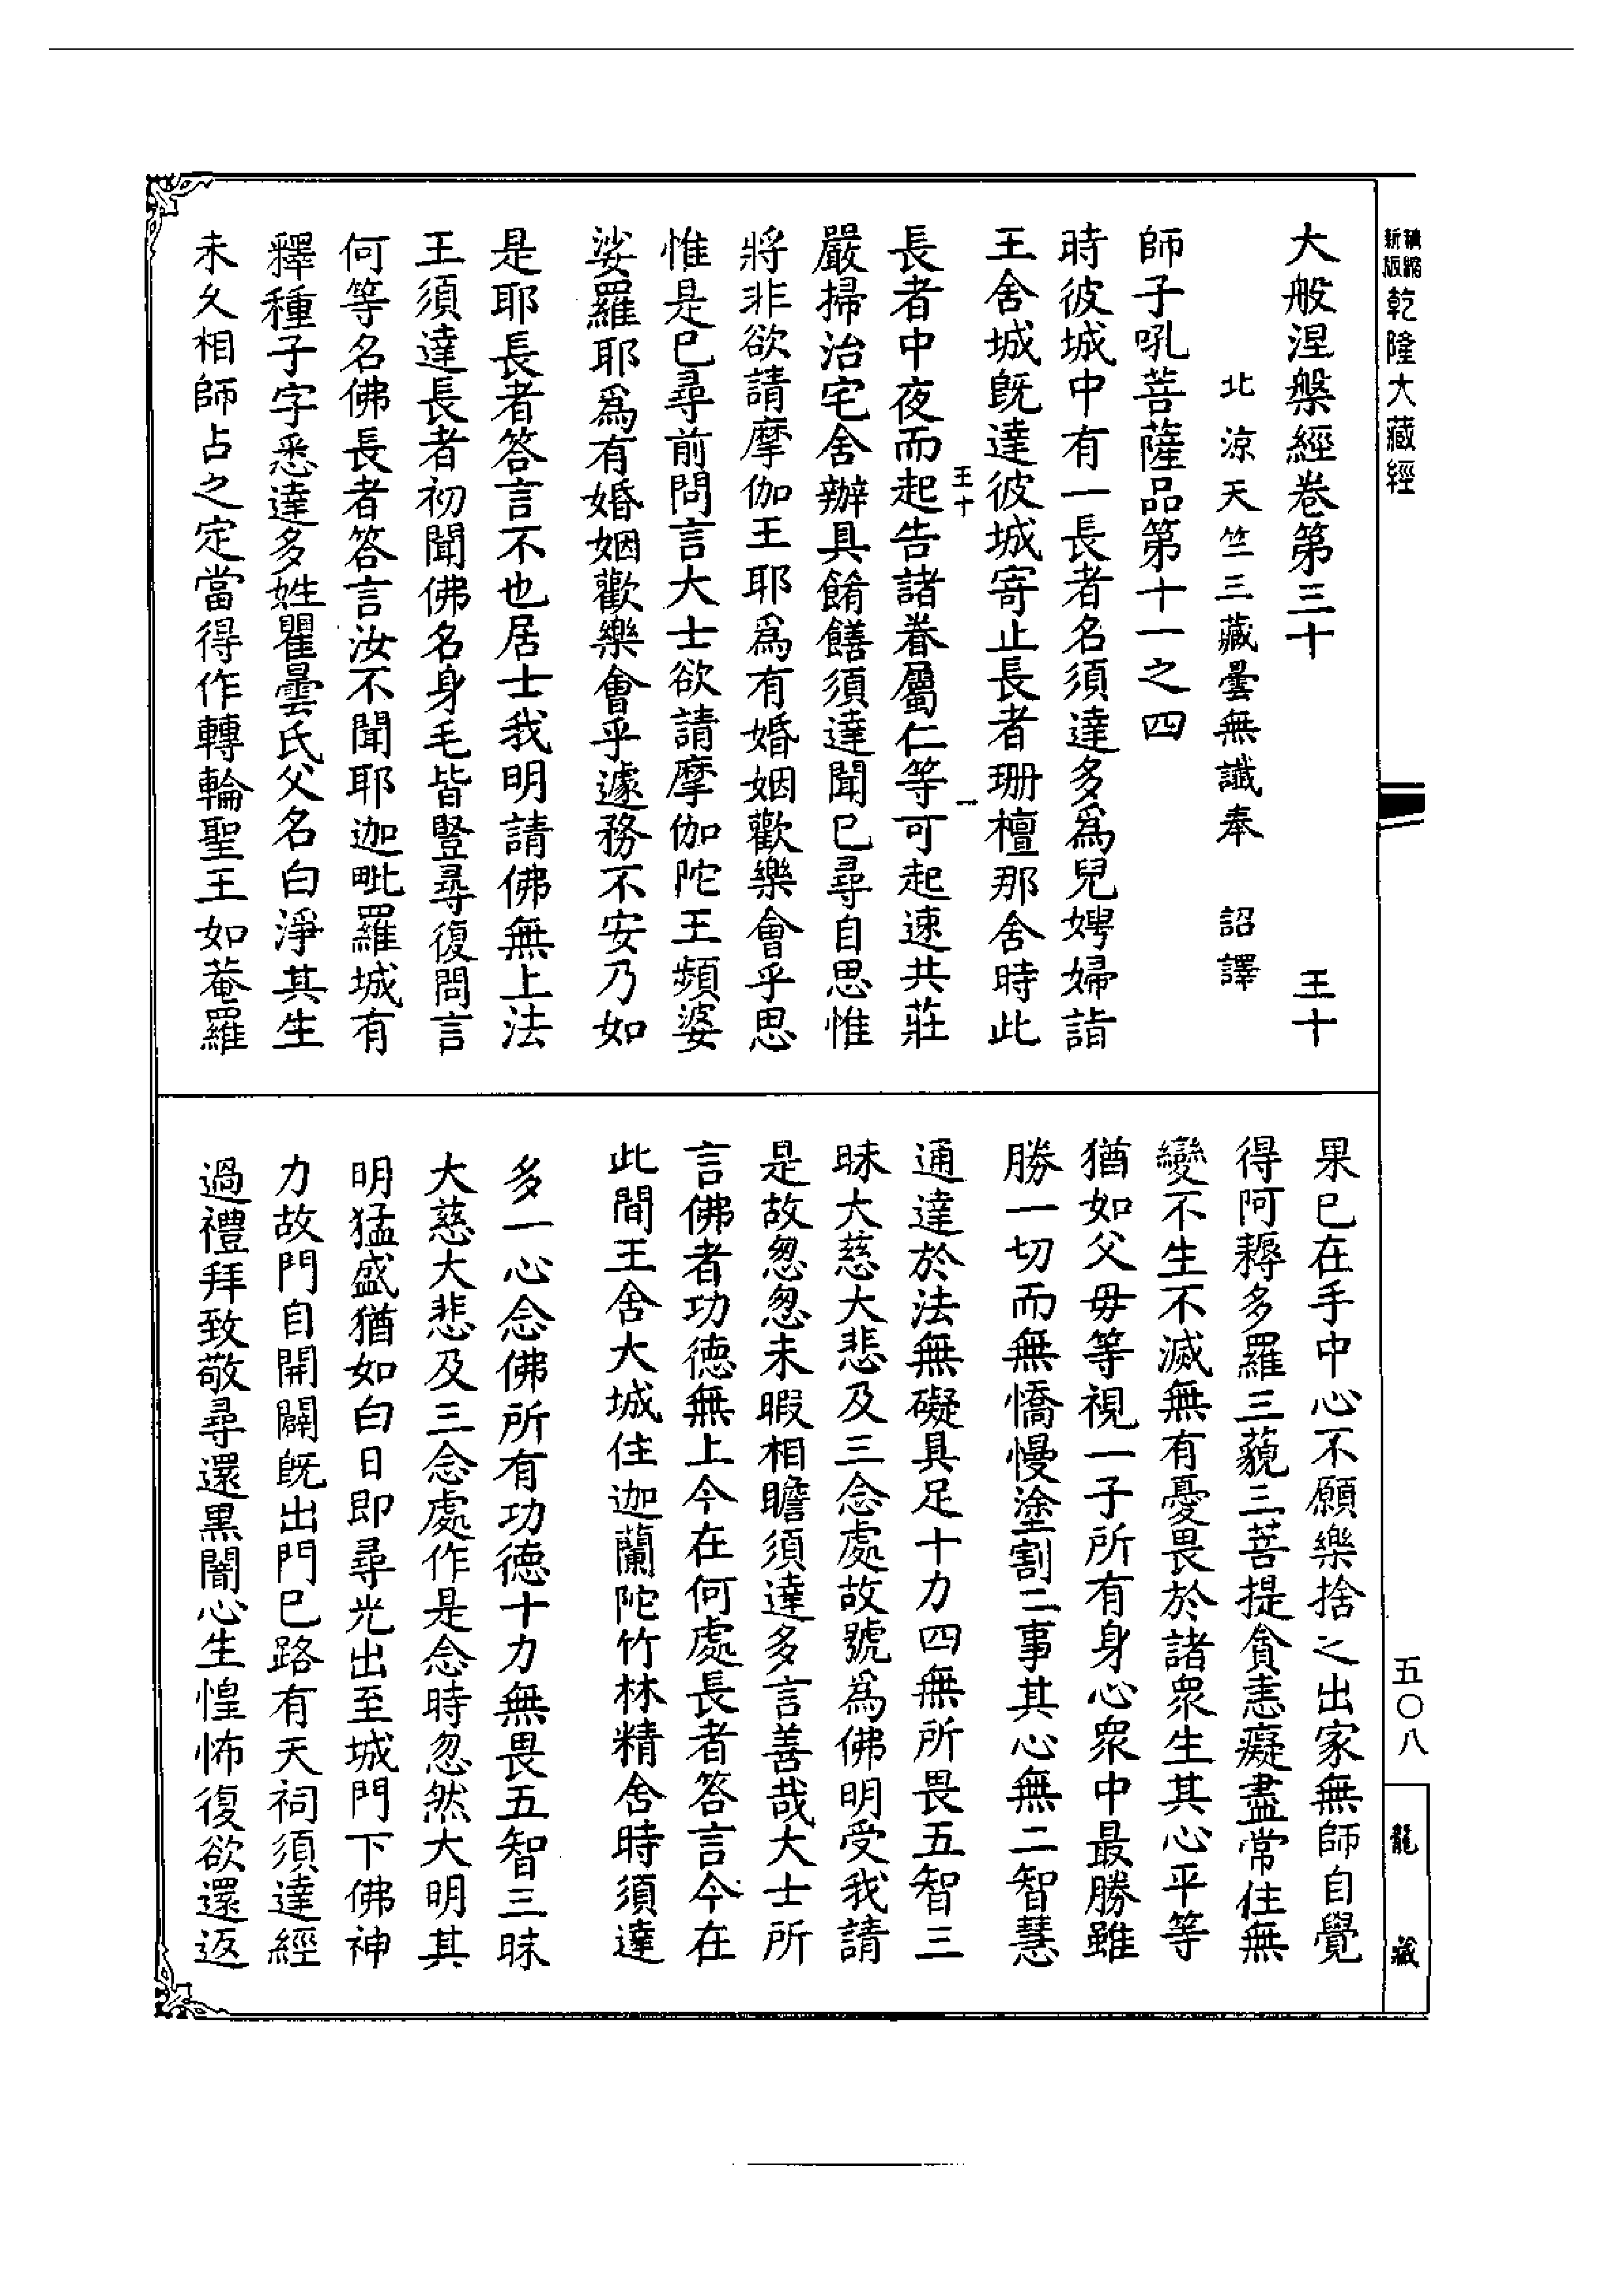 新縮
版縮
乾隆大藏經
大般涅槃經卷第三十　王十
北涼天竺三藏曇無讖奉　詔譯
師子吼菩薩品第十一之四
時彼城中有一長者名須達多爲兒娉婦詣
王舍城旣達彼城寄止長者珊檀那舍時此
王十　一
長者中夜而起告諸眷屬仁等可起速共莊
嚴掃治宅舍辦具餚饍須達聞已尋自思惟
將非欲請摩伽王耶爲有婚姻歡樂會乎思
惟是已尋前問言大士欲請摩伽陀王頻婆
娑羅耶爲有婚姻歡樂會乎遽務不安乃如
是耶長者答言不也居士我明請佛無上法
王須達長者初聞佛名身毛皆豎尋復問言
何等名佛長者答言汝不聞耶迦毗羅城有
釋種子字悉達多姓瞿曇氏父名白淨其生
未久相師占之定當得作轉輪聖王如菴羅
果已在手中心不願樂捨之出家無師自覺
得阿耨多羅三藐三菩提貪恚癡盡常住無
變不生不滅無有憂畏於諸眾生其心平等
猶如父母等視一子所有身心眾中最勝雖
勝一切而無憍慢塗割二事其心無二智慧
通達於法無礙具足十力四無所畏五智三
昧大慈大悲及三念處故號爲佛明受我請
是故怱怱未暇相瞻須達多言善哉大士所
言佛者功德無上今在何處長者答言今在
此間王舍大城住迦蘭陀竹林精舍時須達
多一心念佛所有功德十力無畏五智三昧
大慈大悲及三念處作是念時忽然大明其
明猛盛猶如白日即尋光出至城門下佛神
力故門自開闢旣出門已路有天祠須達經
過禮拜致敬尋還黑闇心生惶怖復欲還返
五〇八
龍藏